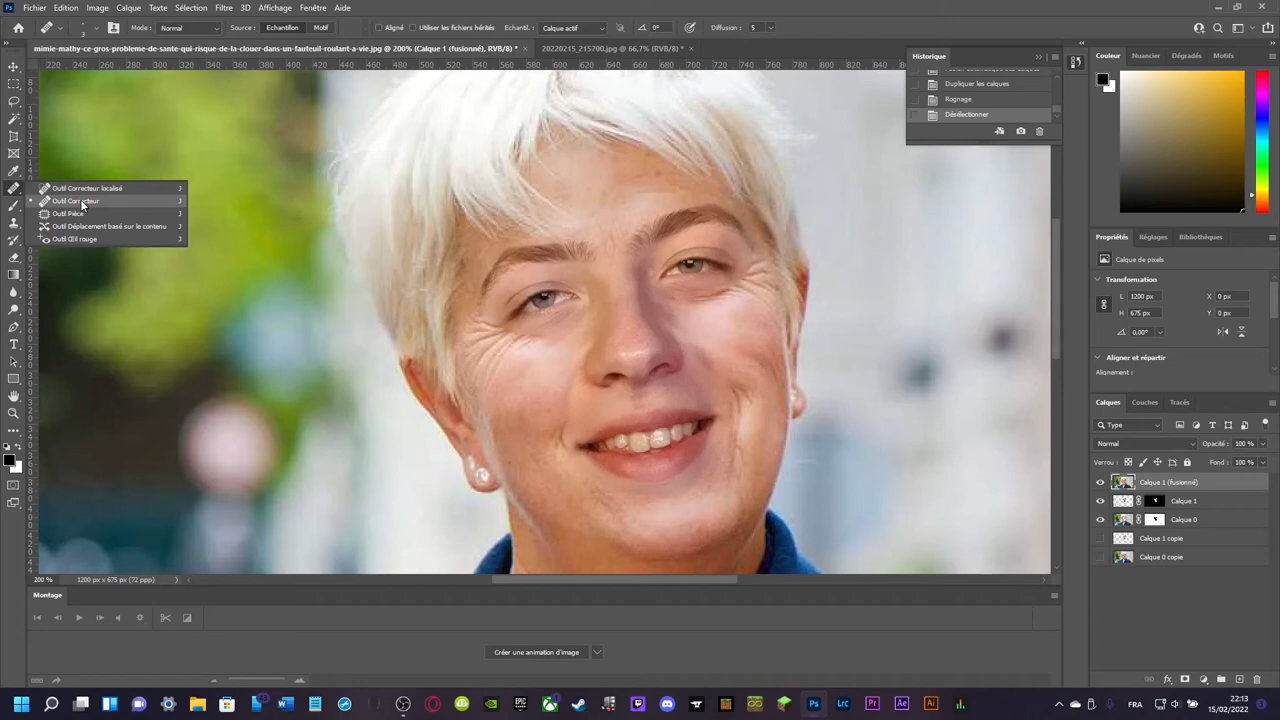 Fichier Edition Image Calque Texte Sélection Filtre 3D Affichage Fenêtre Aide
3 Mode : Normal Source : Echantillon Motif Aligné Utiliser les fichiers hérités Echantil. : Calque actif 0° Diffusion : 5
mimie-mathy-ce-gros-probleme-de-sante-qui-risque-de-la-clouer-dans-un-fauteuil-roulant-a-vie.jpg @ 200% (Calque 1 (fusionné), RVB/8) * × 20220215_215700.jpg @ 66,7% (RVB/8) * ×
Historique
Dupliquer les calques
Rognage
Désélectionner
Outil Correcteur localisé J
Outil Correcteur J
Outil Pièce J
Outil Déplacement basé sur le contenu J
Outil Œil rouge J
Couleur Nuancier Dégradés Motifs
Propriétés Réglages Bibliothèques
Calque de pixels
Transformation
L 1200 px X 0 px
H 675 px Y 0 px
0,00°
Aligner et répartir
Alignement :
Calques Couches Tracés
Type
Normal Opacité : 100 %
Verrou : Fond : 100 %
Calque 1 (fusionné)
Calque 1
Calque 0
Calque 1 copie
Calque 0 copie
200 % 1200 px x 675 px (72 ppp)
Montage
Créer une animation d'image
22:13
15/02/2022